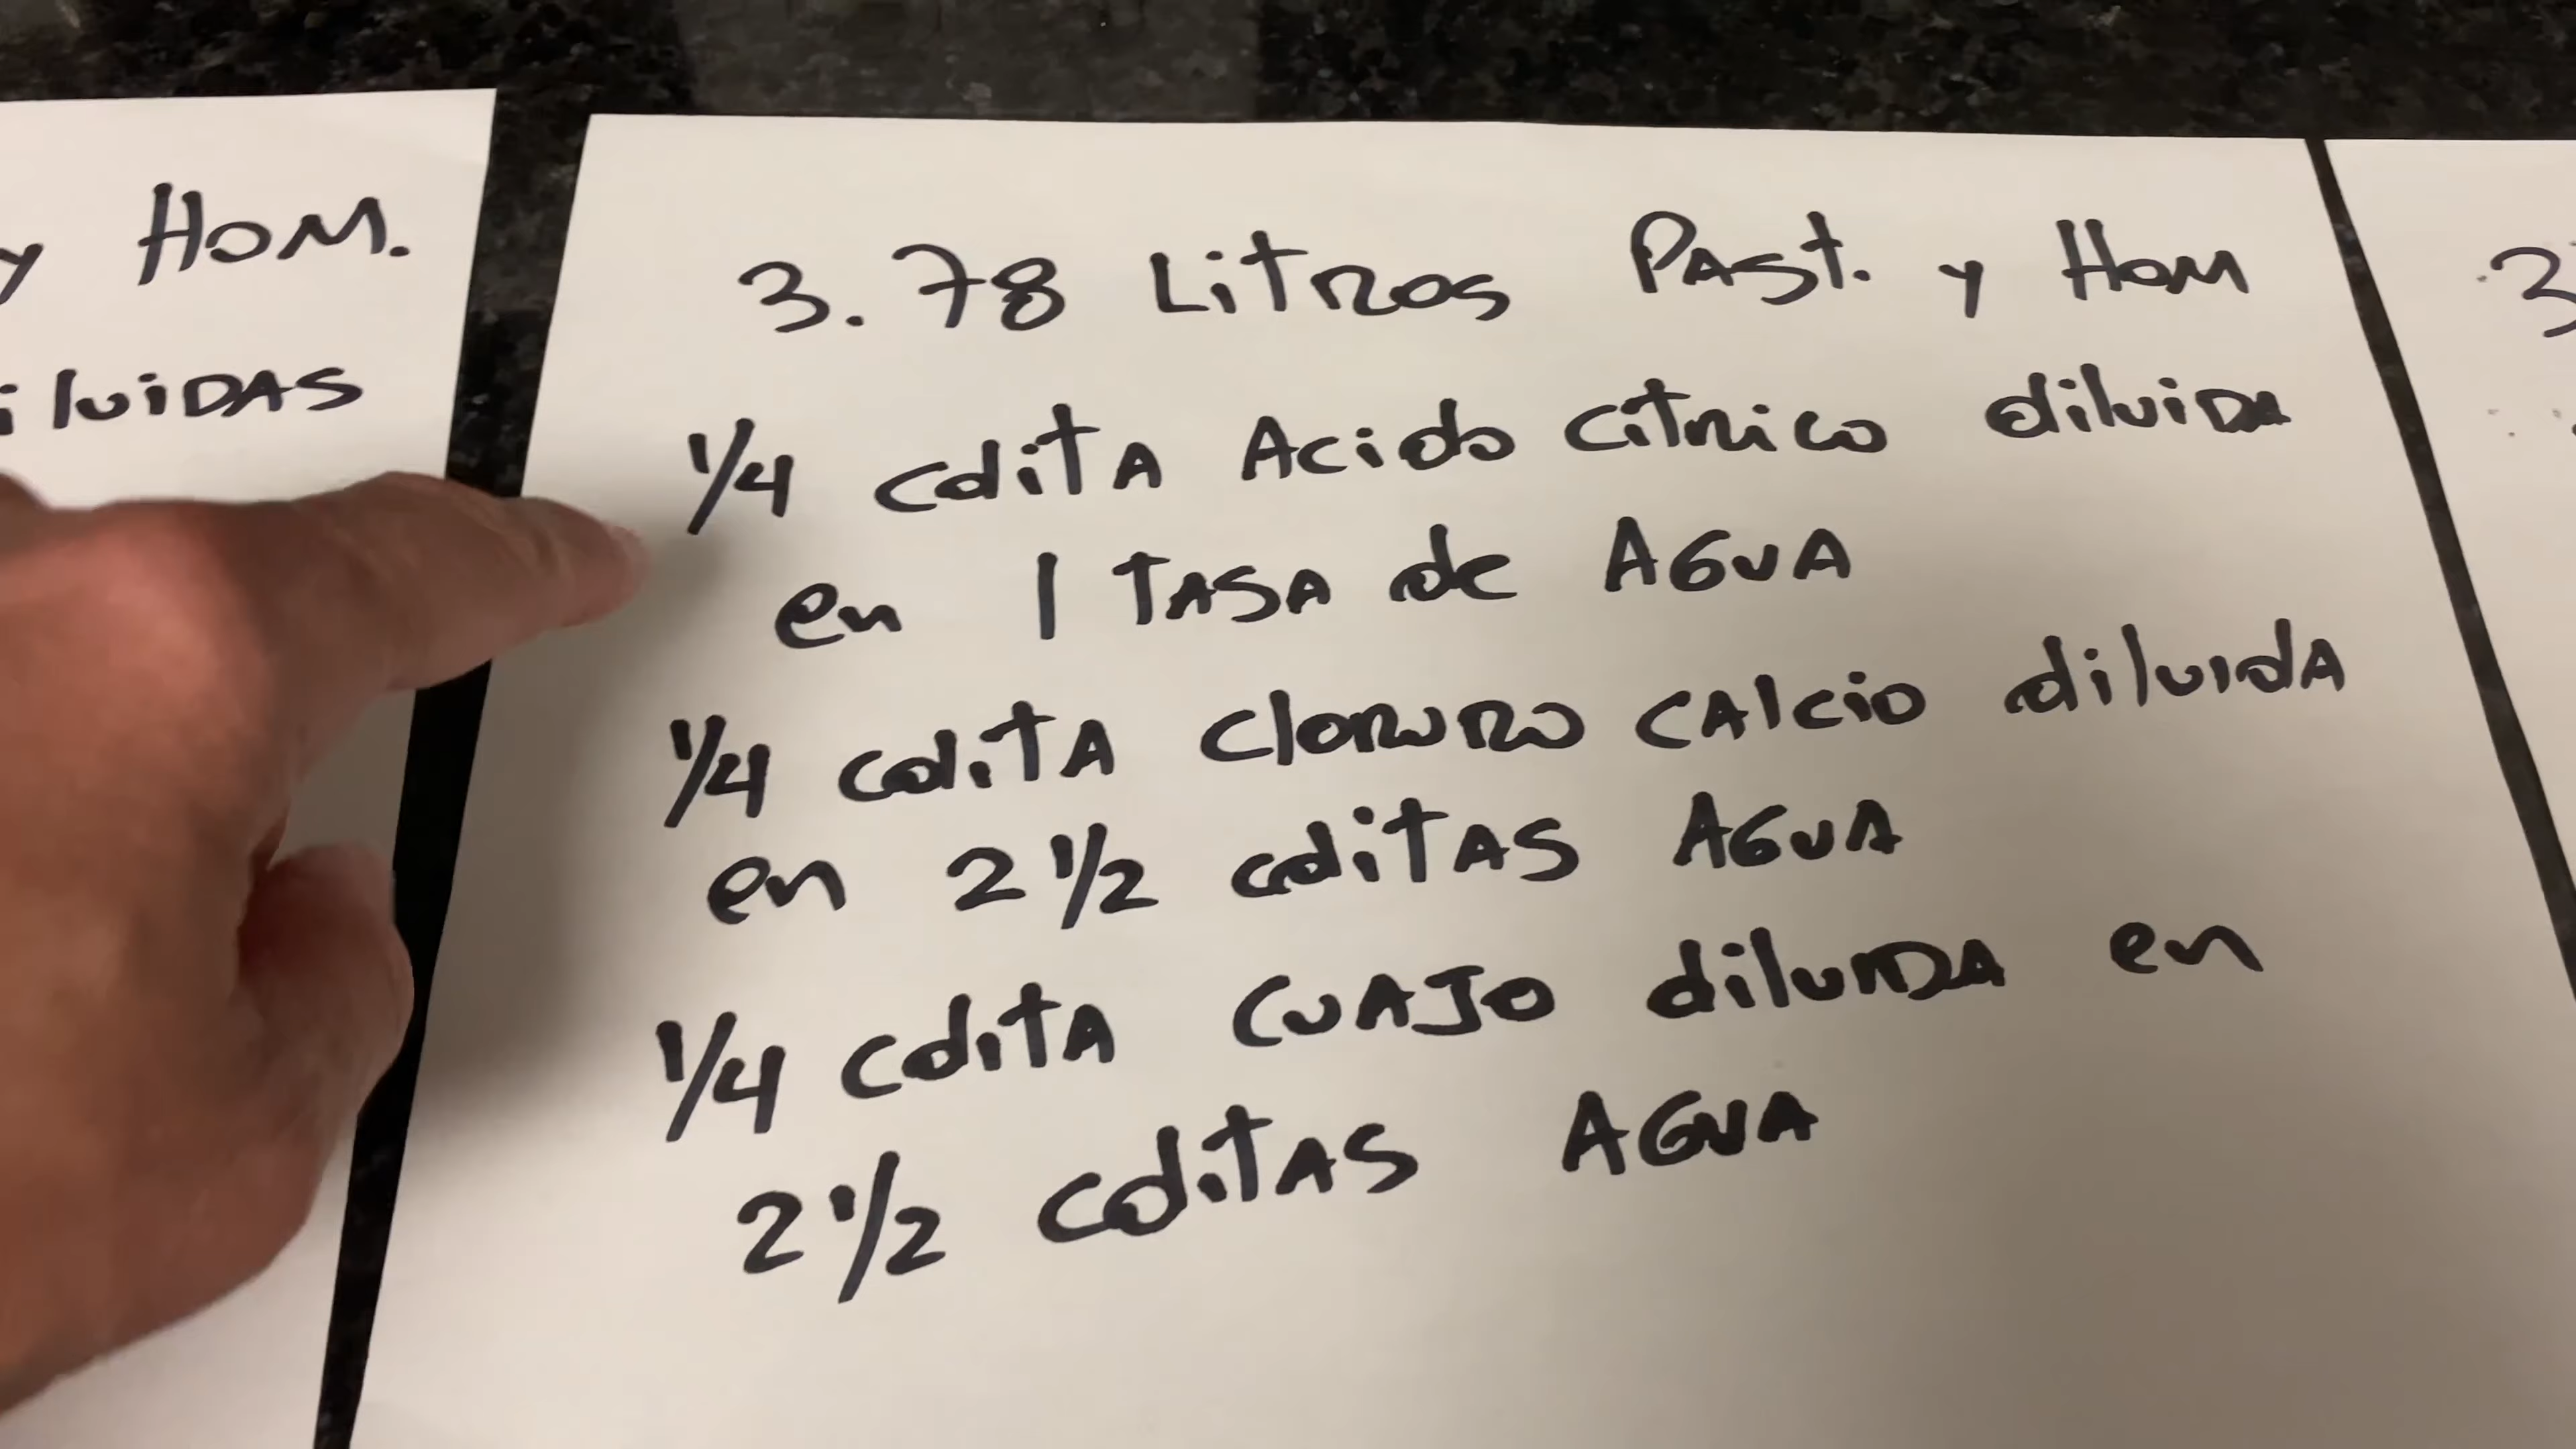 y HOM.
iluiDAS
3.78 LiTROS PASt. y HOM
1/4 cditA Acido Citrico diluiDA
en 1 TASA de AGUA
1/4 cditA cloruro CAlcio diluidA
en 2 1/2 cditAS AGUA
1/4 cditA CUAJO diluiDA en
2 1/2 cditAS AGUA
3